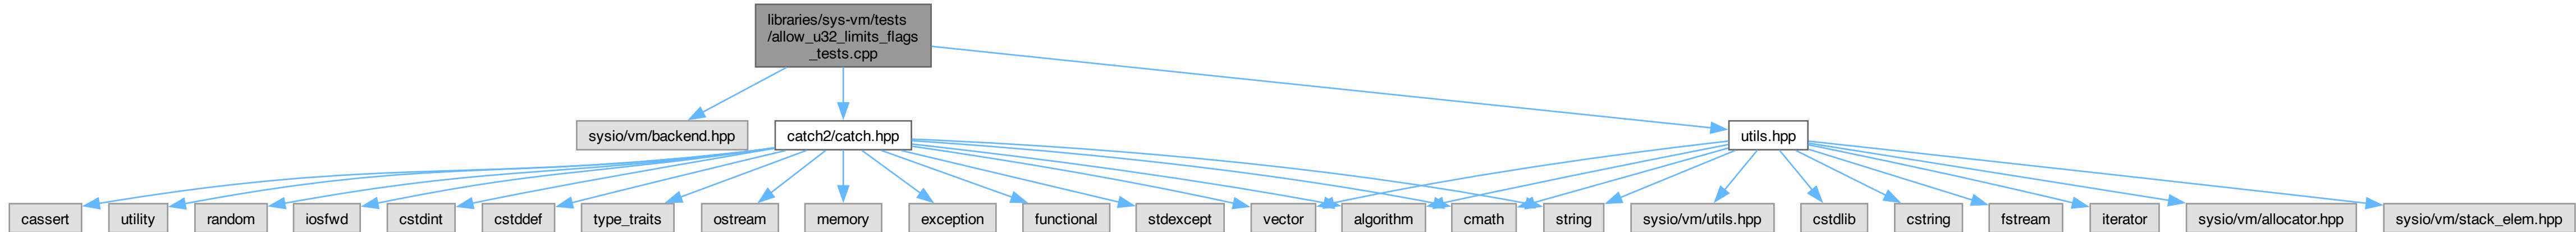 libraries/sys-vm/tests
/allow_u32_limits_flags
_tests.cpp
sysio/vm/backend.hpp
catch2/catch.hpp
utils.hpp
cassert
utility
random
iosfwd
cstdint
cstddef
type_traits
ostream
memory
exception
functional
stdexcept
vector
algorithm
cmath
string
sysio/vm/utils.hpp
cstdlib
cstring
fstream
iterator
sysio/vm/allocator.hpp
sysio/vm/stack_elem.hpp